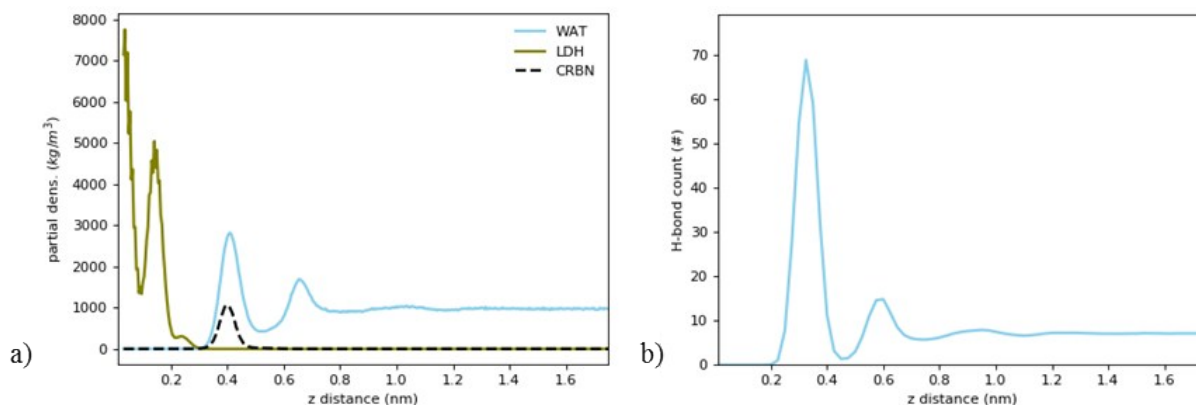 8000
7000
6000
5000
4000
3000
2000
1000
0
partial dens. (kg/m³)
WAT
LDH
CRBN
0.2 0.4 0.6 0.8 1.0 1.2 1.4 1.6
z distance (nm)
a)
70
60
50
40
30
20
10
0
H-bond count (#)
0.2 0.4 0.6 0.8 1.0 1.2 1.4 1.6
z distance (nm)
b)